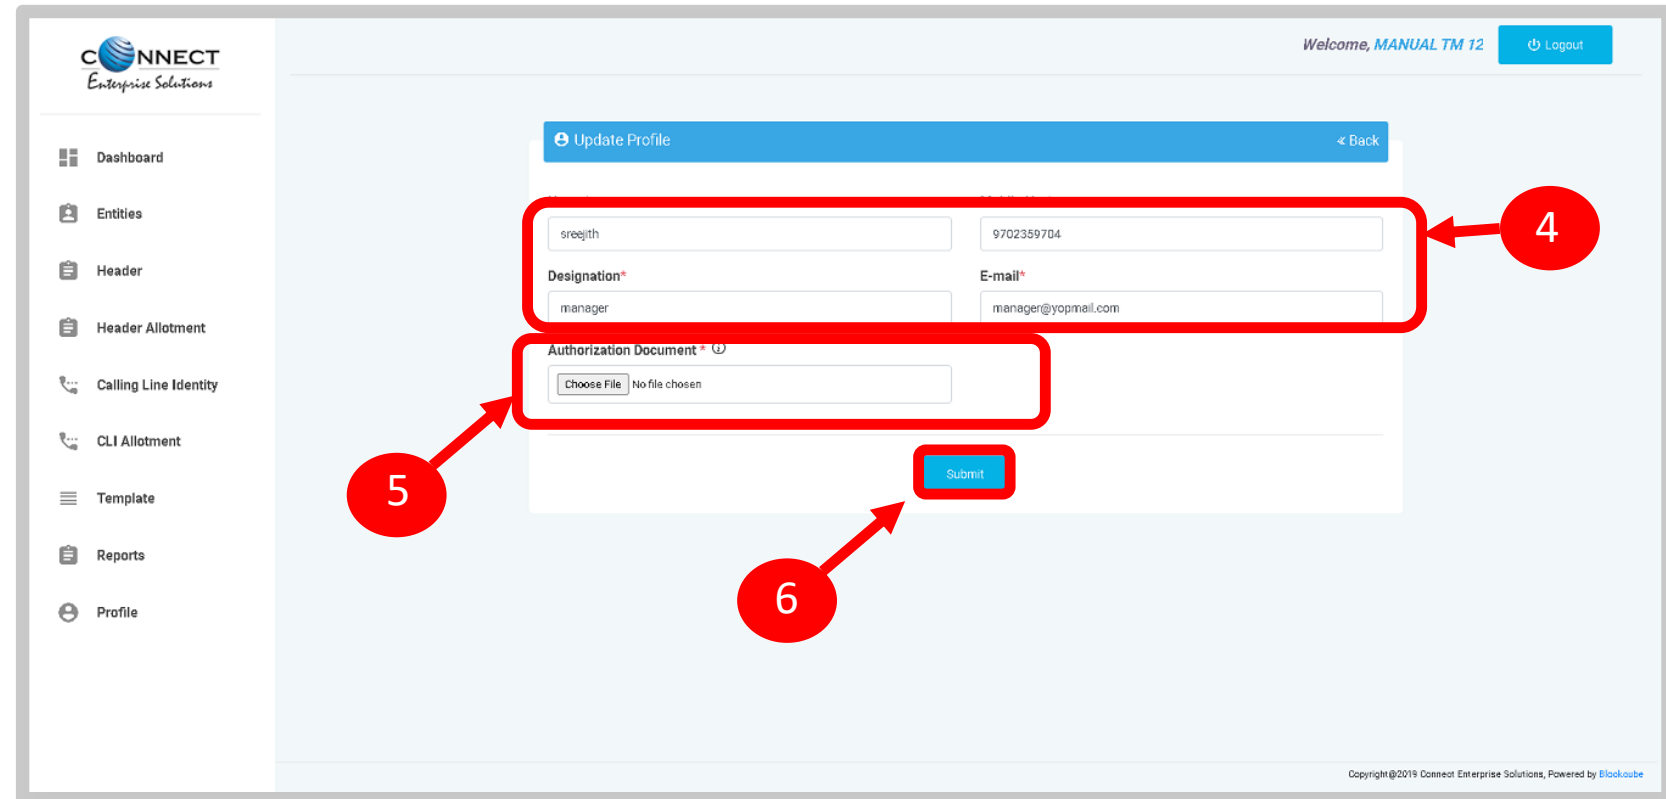 CONNECT
Enterprise Solutions
Welcome, MANUAL TM 12
Logout
Dashboard
Entities
Header
Header Allotment
Calling Line Identity
CLI Allotment
Template
Reports
Profile
Update Profile
« Back
sreejith
9702359704
4
Designation*
E-mail*
manager
manager@yopmail.com
Authorization Document *
Choose File No file chosen
5
Submit
6
Copyright@2019 Connect Enterprise Solutions, Powered by Blockcube